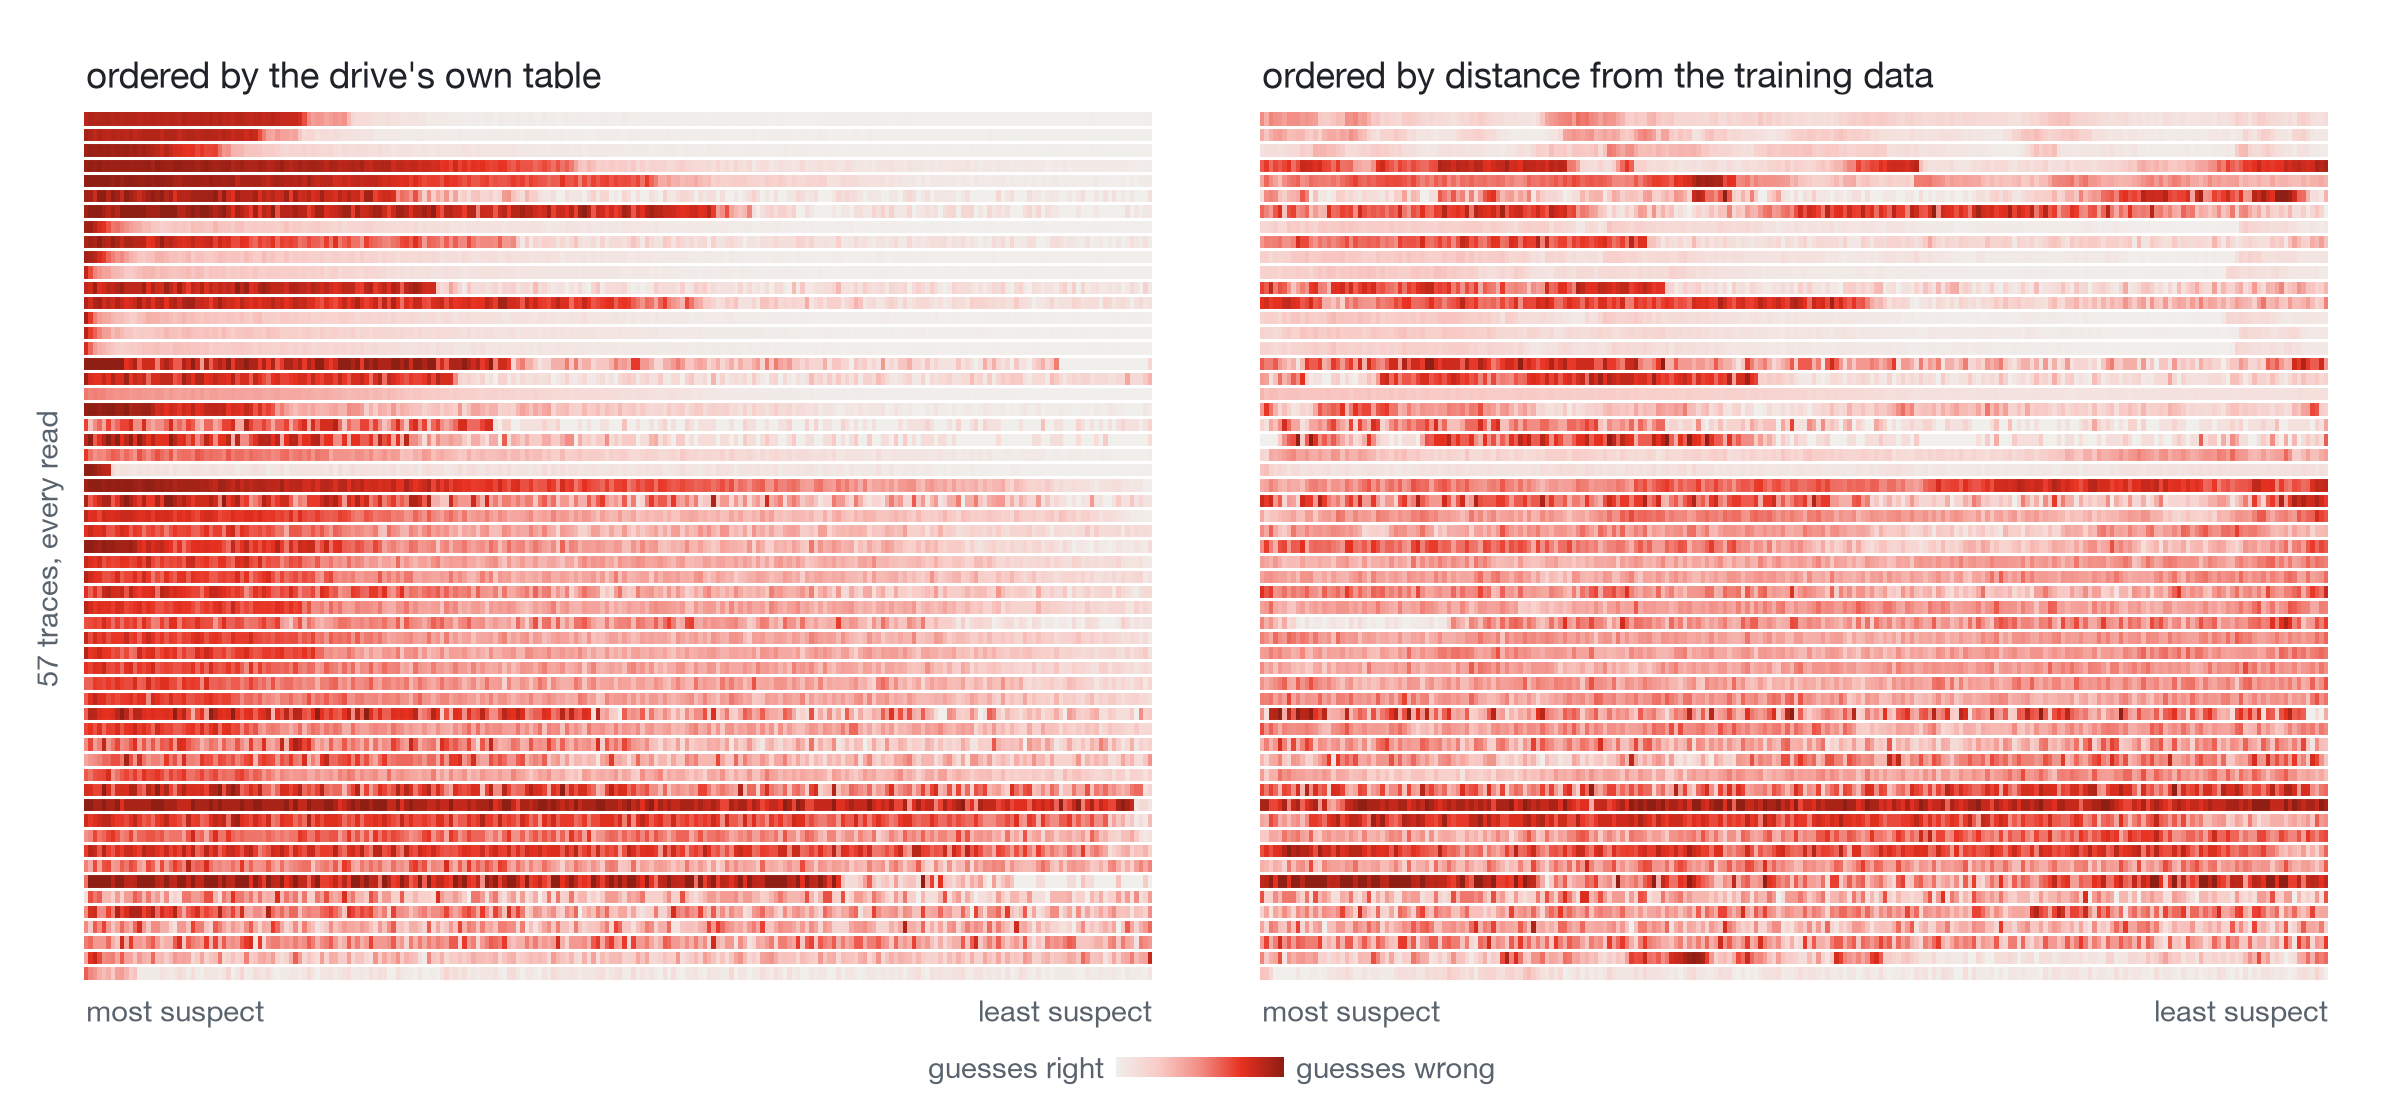 ordered by the drive's own table
ordered by distance from the training data
57 traces, every read
most suspect
least suspect
most suspect
least suspect
guesses right
guesses wrong